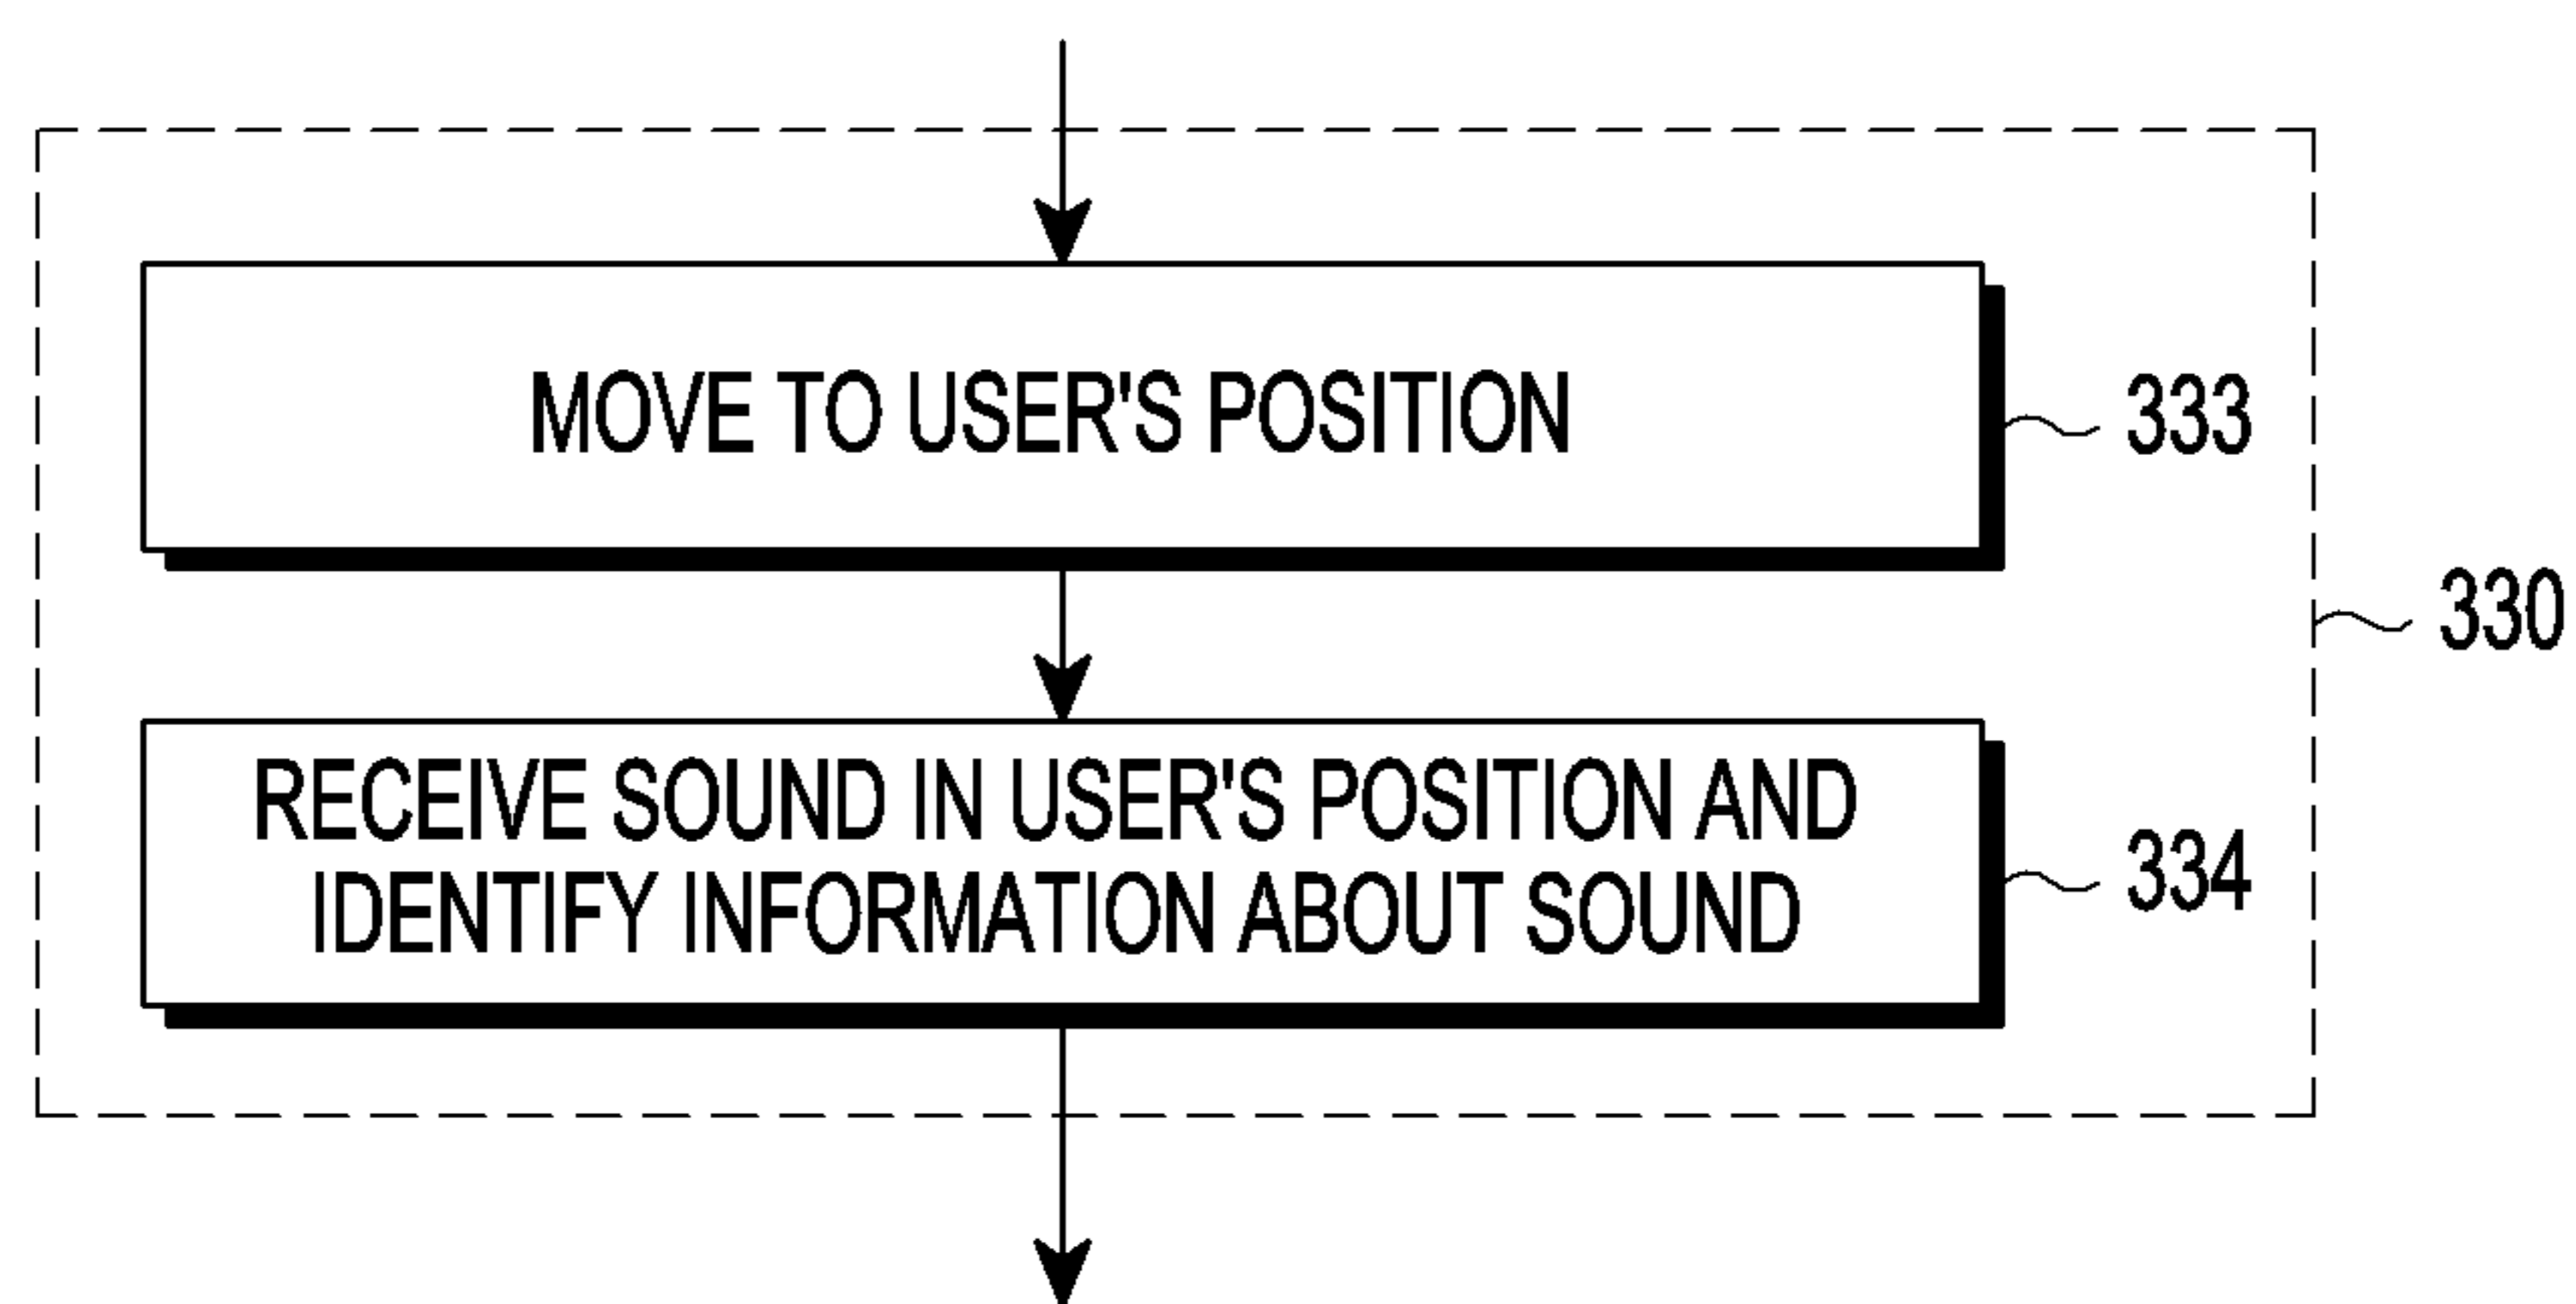 MOVE TO USER'S POSITION
333
330
RECEIVE SOUND IN USER'S POSITION AND
IDENTIFY INFORMATION ABOUT SOUND
334